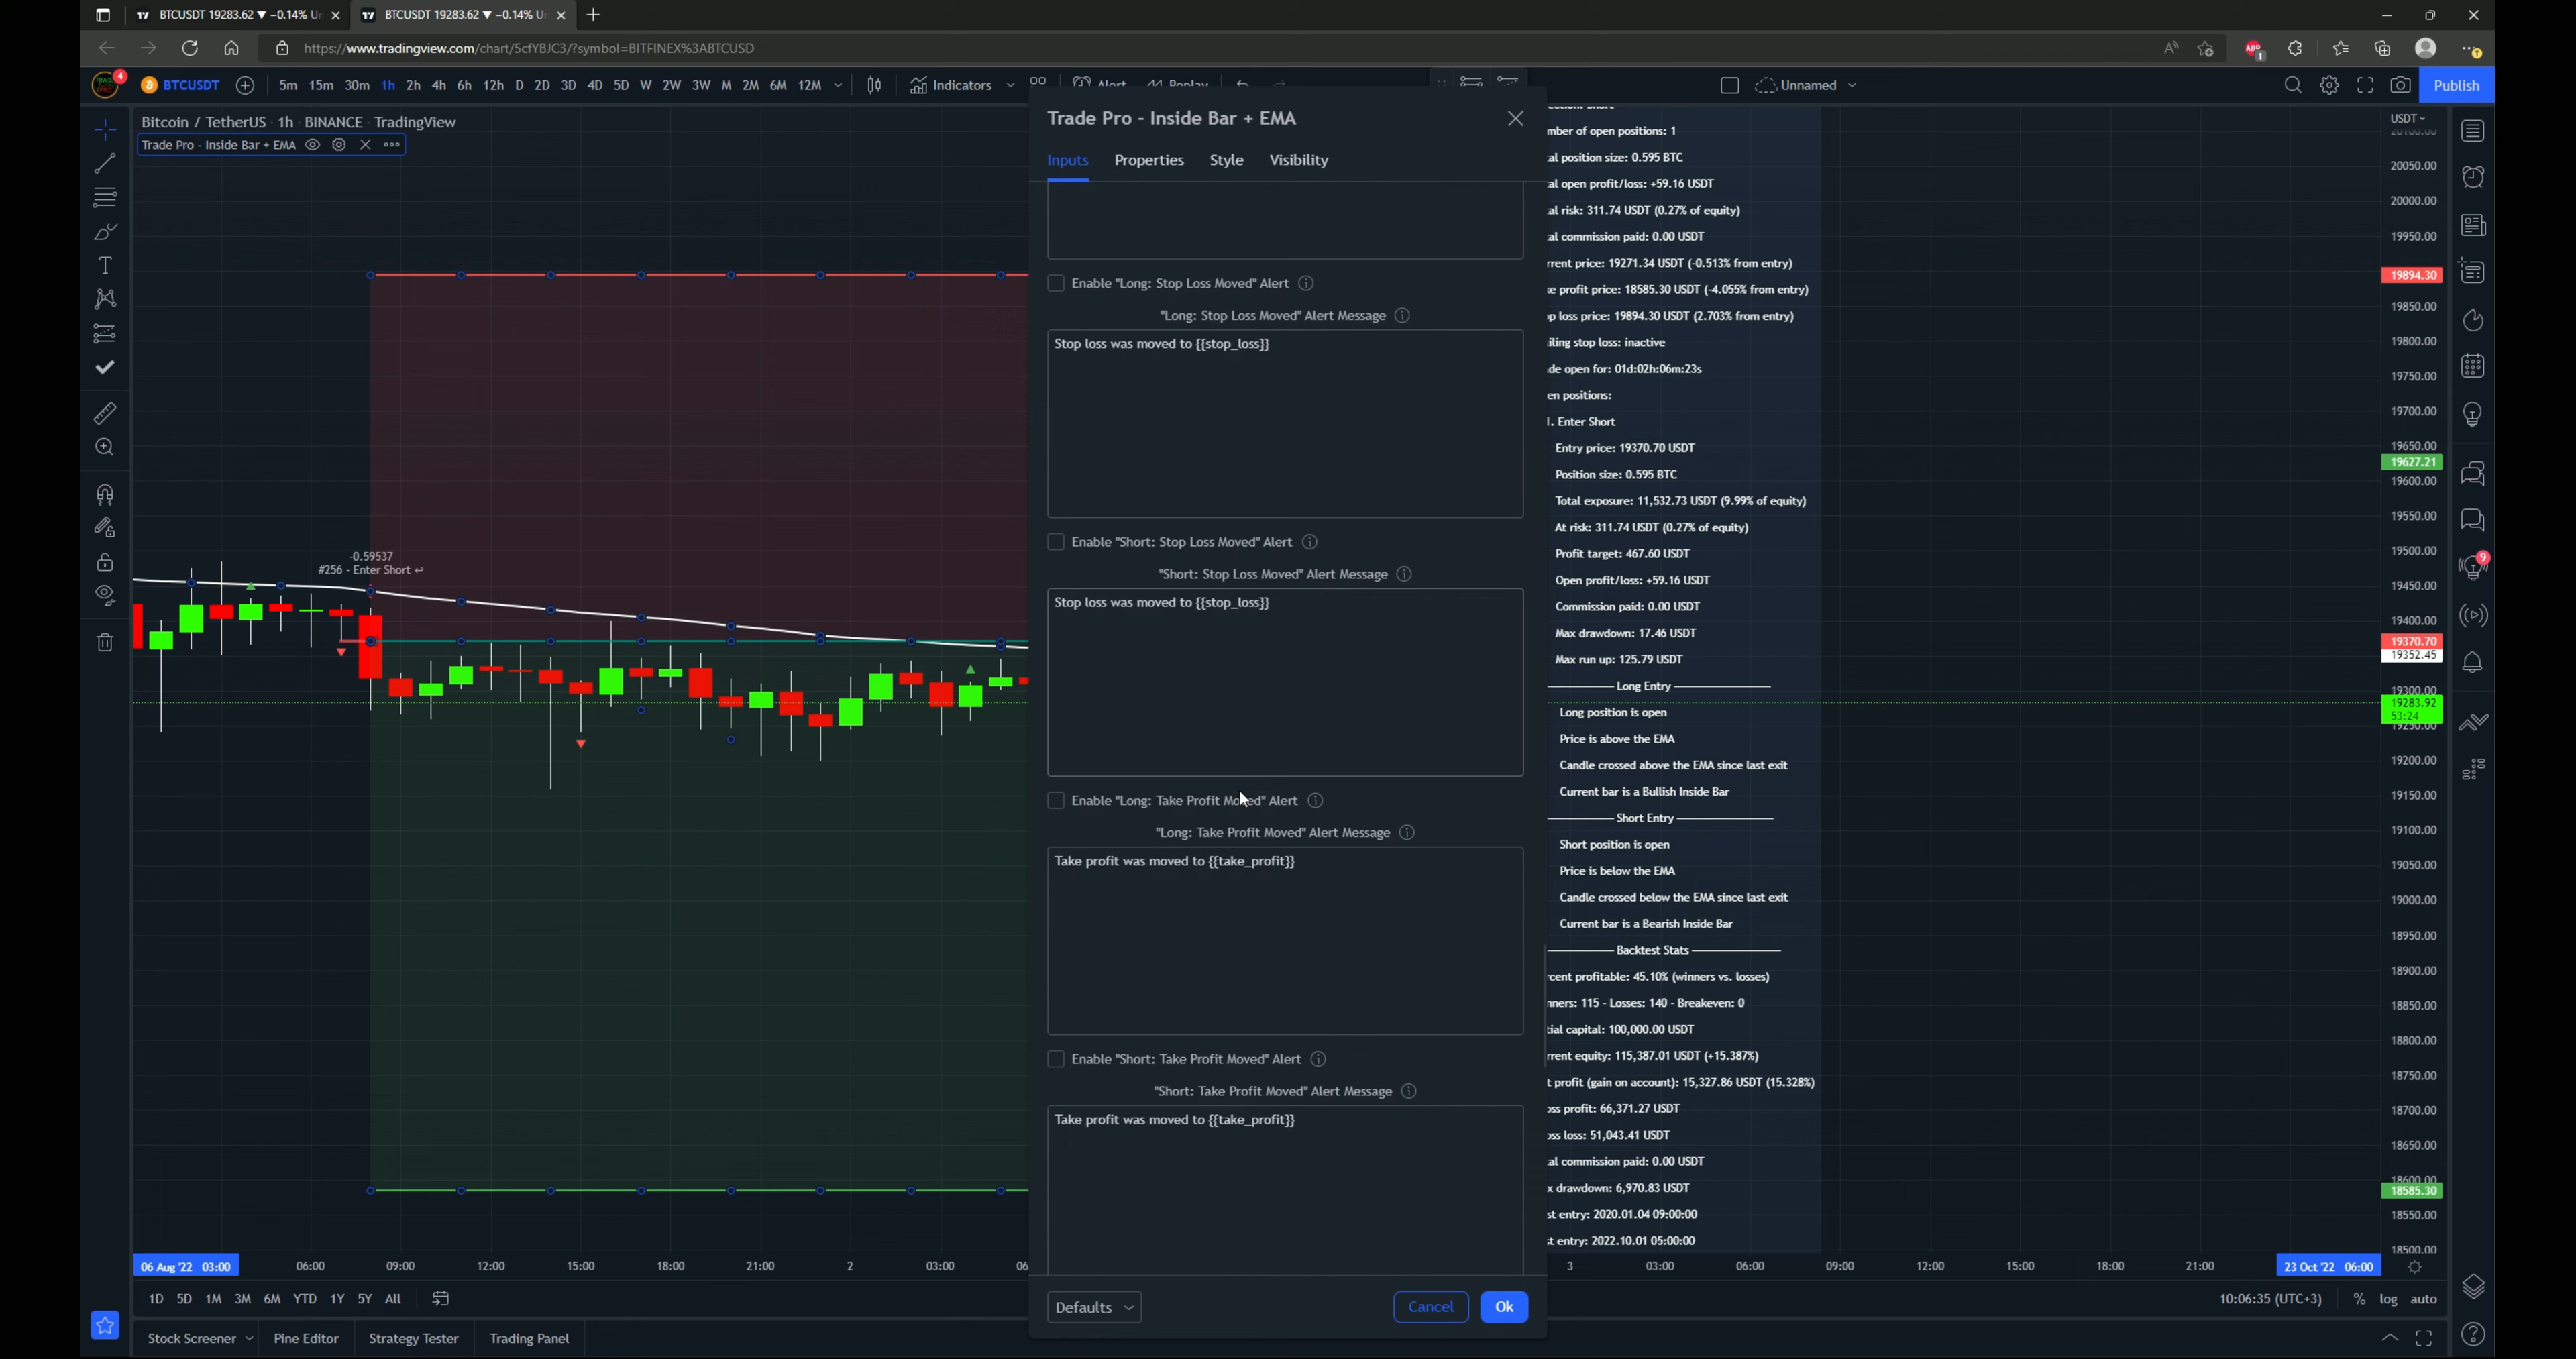 BTCUSDT 19283.62 ▼ −0.14% U
BTCUSDT 19283.62 ▼ −0.14% U
https://www.tradingview.com/chart/5cfYBJC3/?symbol=BITFINEX%3ABTCUSD
ABP
1
4
BTCUSDT
5m 15m 30m 1h 2h 4h 6h 12h D 2D 3D 4D 5D W 2W 3W M 2M 6M 12M
Indicators
Alert
Replay
Unnamed
Publish
Bitcoin / TetherUS · 1h · BINANCE · TradingView
Trade Pro - Inside Bar + EMA
-0.59537
#256 - Enter Short
Trade Pro - Inside Bar + EMA
Inputs Properties Style Visibility
Enable "Long: Stop Loss Moved" Alert
"Long: Stop Loss Moved" Alert Message
Stop loss was moved to {{stop_loss}}
Enable "Short: Stop Loss Moved" Alert
"Short: Stop Loss Moved" Alert Message
Stop loss was moved to {{stop_loss}}
Enable "Long: Take Profit Moved" Alert
"Long: Take Profit Moved" Alert Message
Take profit was moved to {{take_profit}}
Enable "Short: Take Profit Moved" Alert
"Short: Take Profit Moved" Alert Message
Take profit was moved to {{take_profit}}
Defaults
Cancel
Ok
mber of open positions: 1
al position size: 0.595 BTC
al open profit/loss: +59.16 USDT
al risk: 311.74 USDT (0.27% of equity)
al commission paid: 0.00 USDT
rrent price: 19271.34 USDT (-0.513% from entry)
e profit price: 18585.30 USDT (-4.055% from entry)
p loss price: 19894.30 USDT (2.703% from entry)
iling stop loss: inactive
de open for: 01d:02h:06m:23s
en positions:
1. Enter Short
Entry price: 19370.70 USDT
Position size: 0.595 BTC
Total exposure: 11,532.73 USDT (9.99% of equity)
At risk: 311.74 USDT (0.27% of equity)
Profit target: 467.60 USDT
Open profit/loss: +59.16 USDT
Commission paid: 0.00 USDT
Max drawdown: 17.46 USDT
Max run up: 125.79 USDT
Long Entry
Long position is open
Price is above the EMA
Candle crossed above the EMA since last exit
Current bar is a Bullish Inside Bar
Short Entry
Short position is open
Price is below the EMA
Candle crossed below the EMA since last exit
Current bar is a Bearish Inside Bar
Backtest Stats
rcent profitable: 45.10% (winners vs. losses)
nners: 115 - Losses: 140 - Breakeven: 0
tial capital: 100,000.00 USDT
rrent equity: 115,387.01 USDT (+15.387%)
t profit (gain on account): 15,327.86 USDT (15.328%)
oss profit: 66,371.27 USDT
oss loss: 51,043.41 USDT
al commission paid: 0.00 USDT
x drawdown: 6,970.83 USDT
st entry: 2020.01.04 09:00:00
st entry: 2022.10.01 05:00:00
USDT
20100.00
20050.00
20000.00
19950.00
19894.30
19850.00
19800.00
19750.00
19700.00
19650.00
19627.21
19600.00
19550.00
19500.00
19450.00
19400.00
19370.70
19352.45
19300.00
19283.92
53:24
19250.00
19200.00
19150.00
19100.00
19050.00
19000.00
18950.00
18900.00
18850.00
18800.00
18750.00
18700.00
18650.00
18600.00
18585.30
18550.00
18500.00
9
06 Aug '22 03:00 06:00 09:00 12:00 15:00 18:00 21:00 2 03:00 06
3 03:00 06:00 09:00 12:00 15:00 18:00 21:00 23 Oct '22 06:00
1D 5D 1M 3M 6M YTD 1Y 5Y All
10:06:35 (UTC+3) % log auto
Stock Screener Pine Editor Strategy Tester Trading Panel